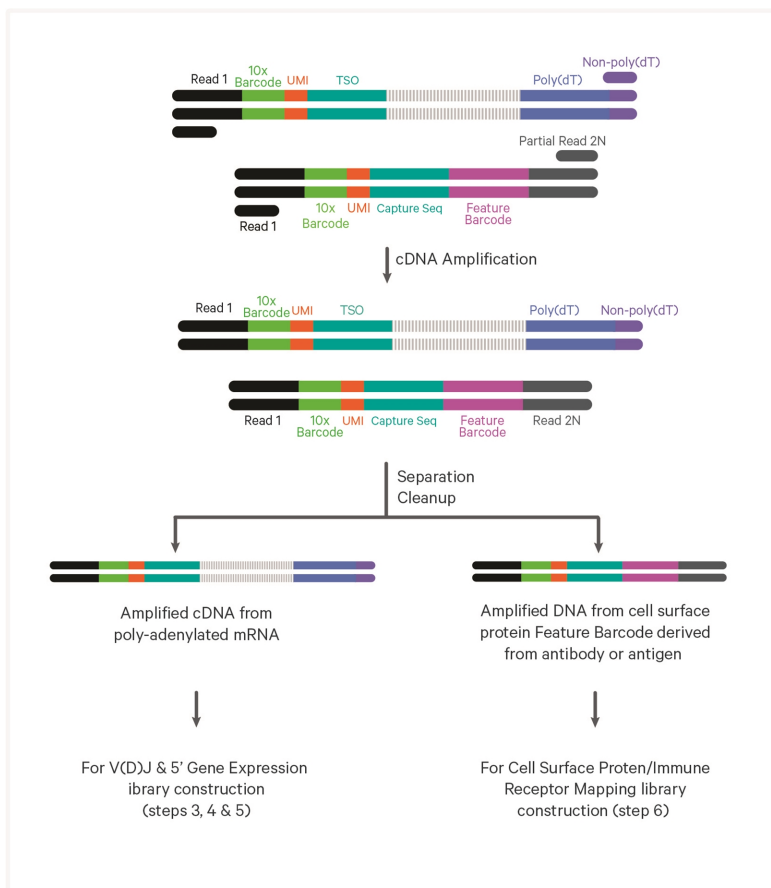 Non-poly(dT)
10x
Barcode
Read 1
UMI
TSO
Poly(dT)
Partial Read 2N
10x
Barcode
UMI
Capture Seq
Feature
Barcode
Read 1
cDNA Amplification
10x
Barcode
Read 1
UMI
TSO
Poly(dT)
Non-poly(dT)
Read 1
10x
Barcode
UMI
Capture Seq
Feature
Barcode
Read 2N
Separation
Cleanup
Amplified cDNA from
poly-adenylated mRNA
Amplified DNA from cell surface
protein Feature Barcode derived
from antibody or antigen
For V(D)J & 5’ Gene Expression
ibrary construction
(steps 3, 4 & 5)
For Cell Surface Proten/Immune
Receptor Mapping library
construction (step 6)